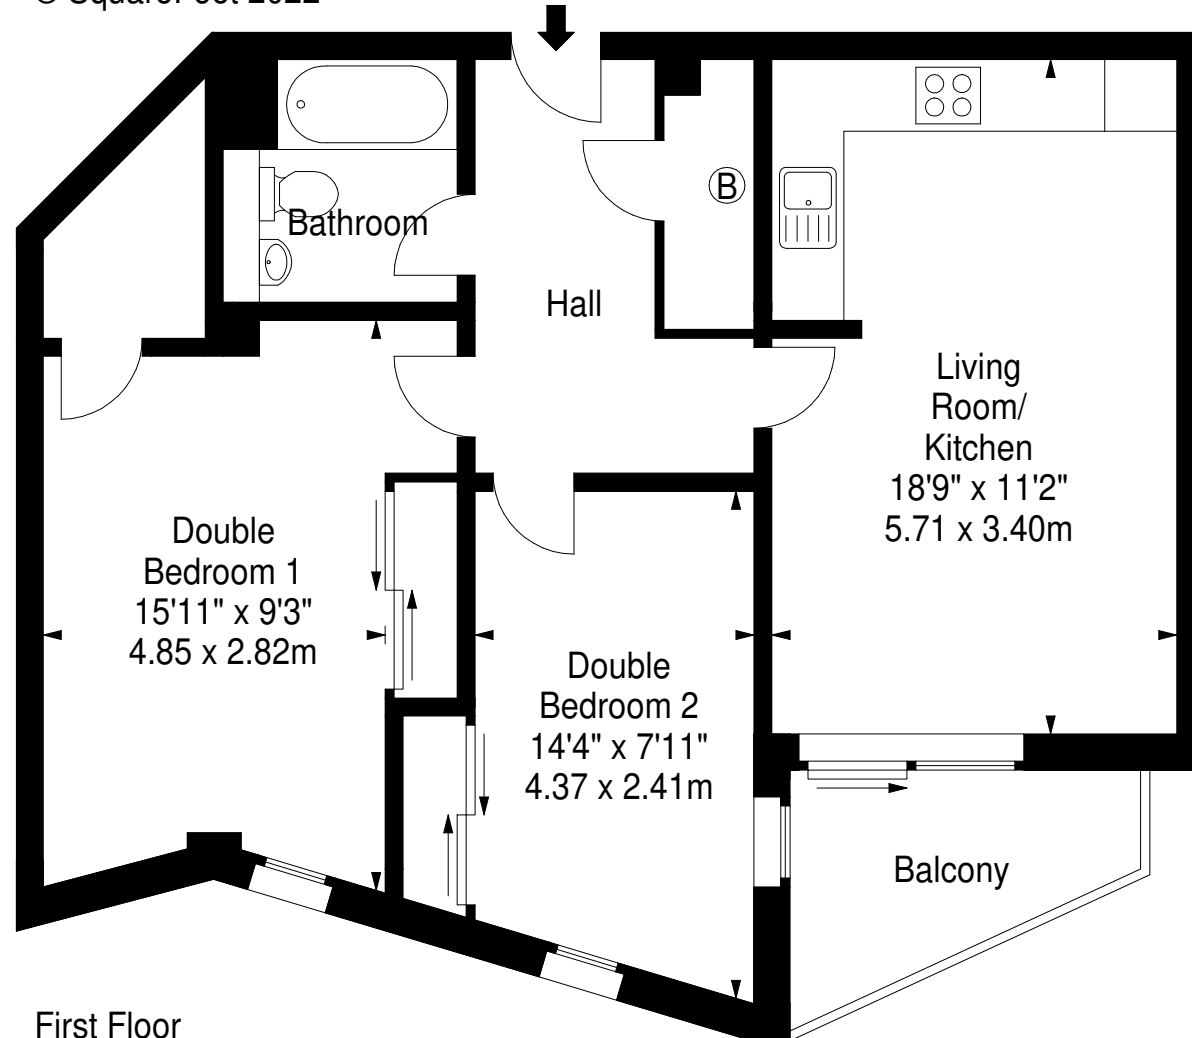 © SquareFoot 2022
Bathroom
B
Hall
Living
Room/
Kitchen
18'9" x 11'2"
5.71 x 3.40m
Double
Bedroom 1
15'11" x 9'3"
4.85 x 2.82m
Double
Bedroom 2
14'4" x 7'11"
4.37 x 2.41m
Balcony
First Floor